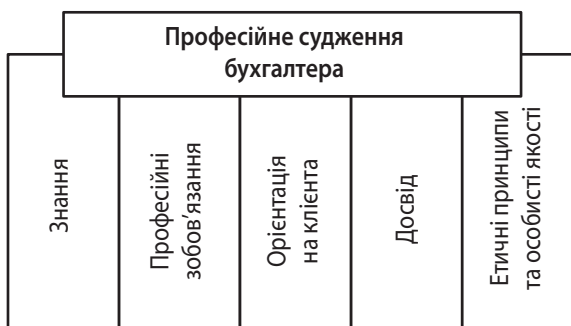 Професійне судження
бухгалтера
Знання
Професійні
зобов'язання
Орієнтація
на клієнта
Досвід
Етичні принципи
та особисті якості